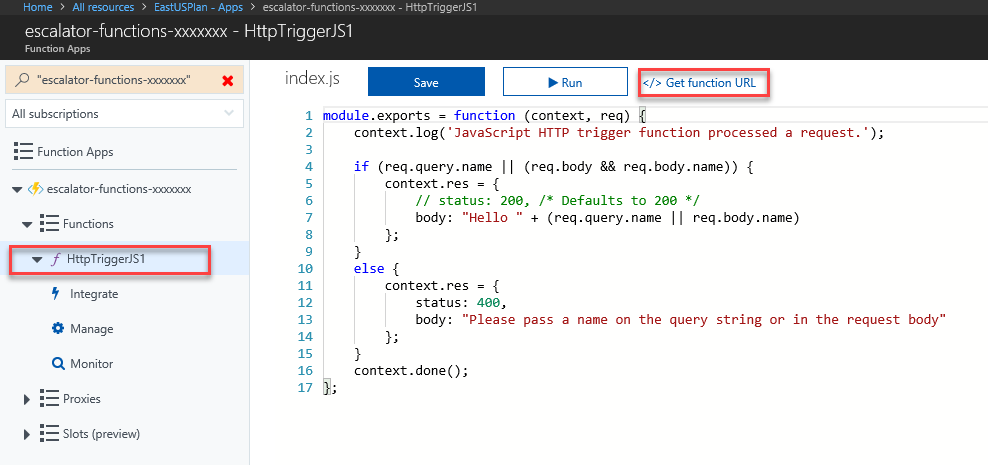 Home > All resources > EastUSPlan - Apps > escalator-functions-xxxxxxx - HttpTriggerJS1
escalator-functions-xxxxxxx - HttpTriggerJS1
Function Apps
"escalator-functions-xxxxxxx"
All subscriptions
Function Apps
escalator-functions-xxxxxxx
Functions
HttpTriggerJS1
Integrate
Manage
Monitor
Proxies
Slots (preview)
index.js Save Run </> Get function URL
1 module.exports = function (context, req) {
2     context.log('JavaScript HTTP trigger function processed a request.');
3
4     if (req.query.name || (req.body && req.body.name)) {
5         context.res = {
6             // status: 200, /* Defaults to 200 */
7             body: "Hello " + (req.query.name || req.body.name)
8         };
9     }
10     else {
11         context.res = {
12             status: 400,
13             body: "Please pass a name on the query string or in the request body"
14         };
15     }
16     context.done();
17 };